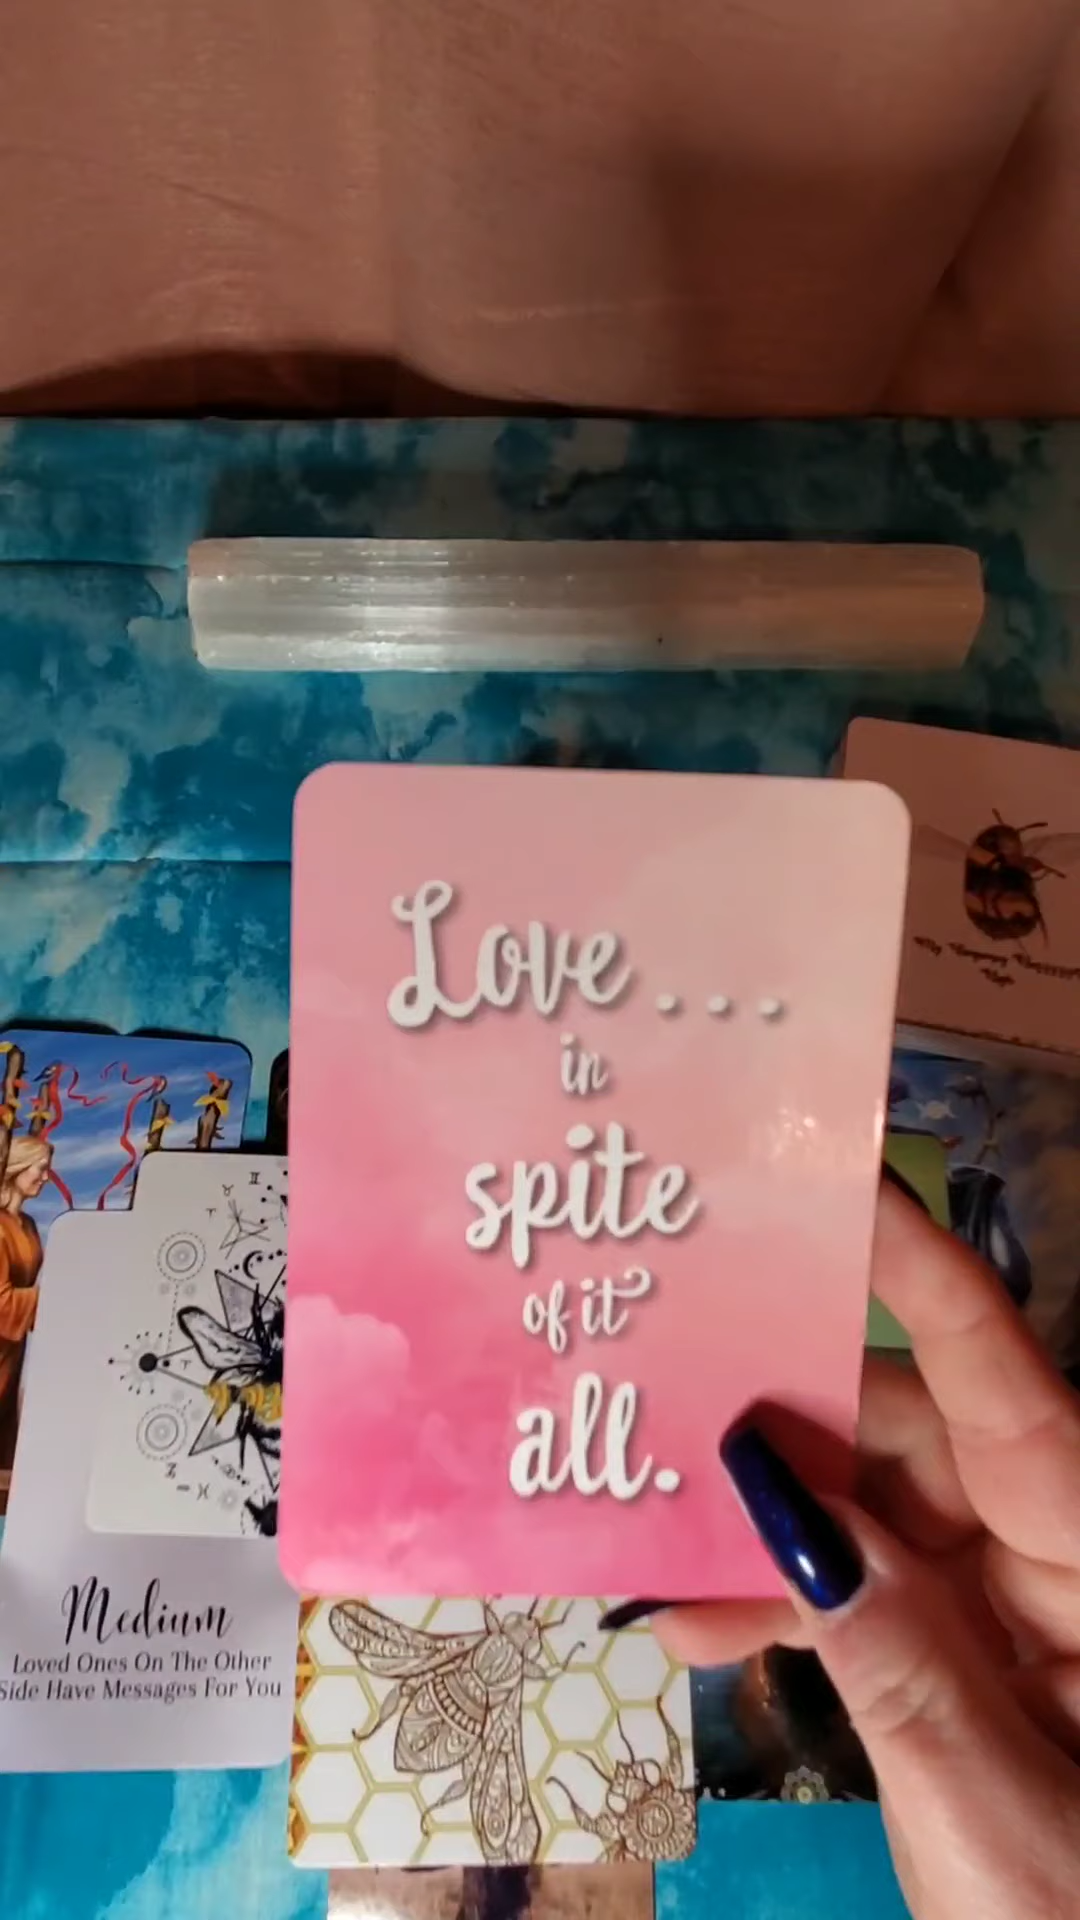 Love...
in
spite
of it
all.
Medium
Loved Ones On The Other
Side Have Messages For You